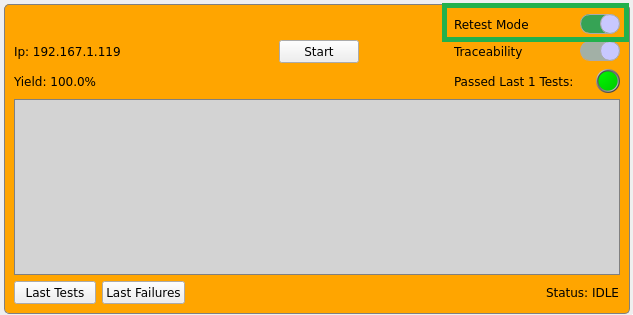 Retest Mode
Ip: 192.167.1.119
Start
Traceability
Yield: 100.0%
Passed Last 1 Tests:
Last Tests
Last Failures
Status: IDLE